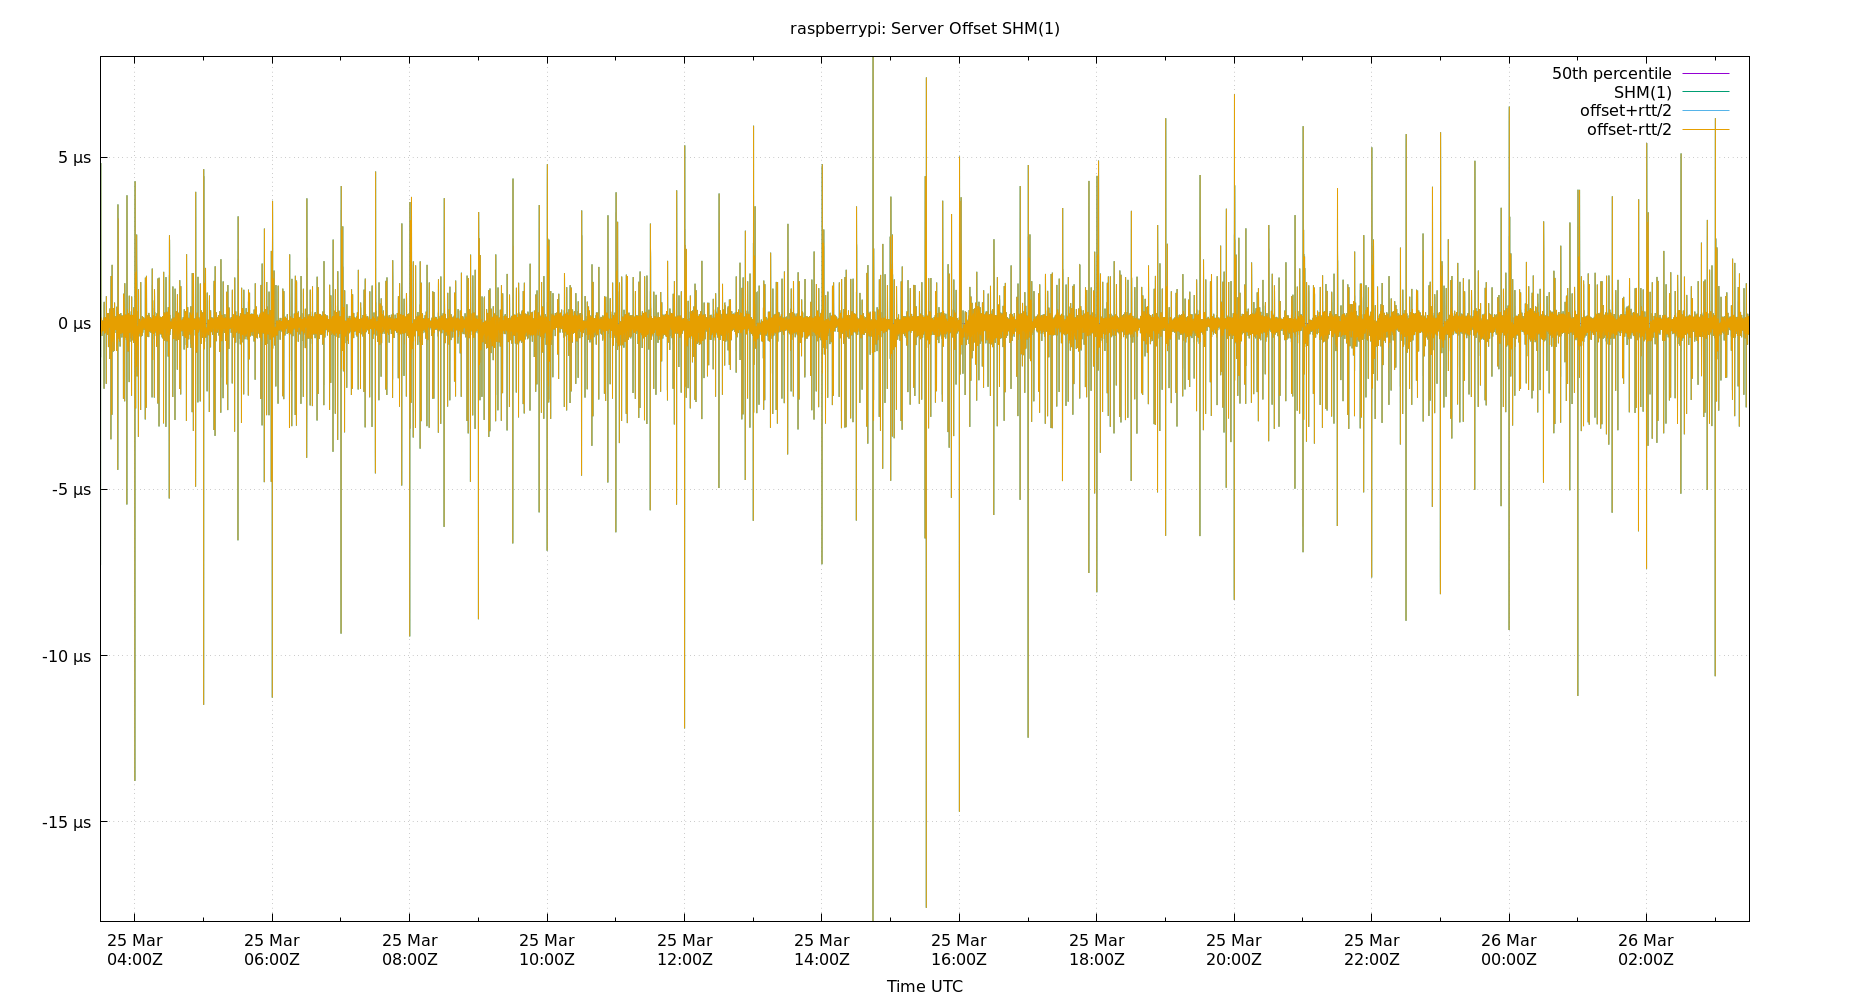 raspberrypi: Server Offset SHM(1)
50th percentile
SHM(1)
offset+rtt/2
offset-rtt/2
5 µs
0 µs
-5 µs
-10 µs
-15 µs
25 Mar 25 Mar 25 Mar 25 Mar 25 Mar 25 Mar 25 Mar 25 Mar 25 Mar 25 Mar 26 Mar 26 Mar
04:00Z 06:00Z 08:00Z 10:00Z 12:00Z 14:00Z 16:00Z 18:00Z 20:00Z 22:00Z 00:00Z 02:00Z
Time UTC